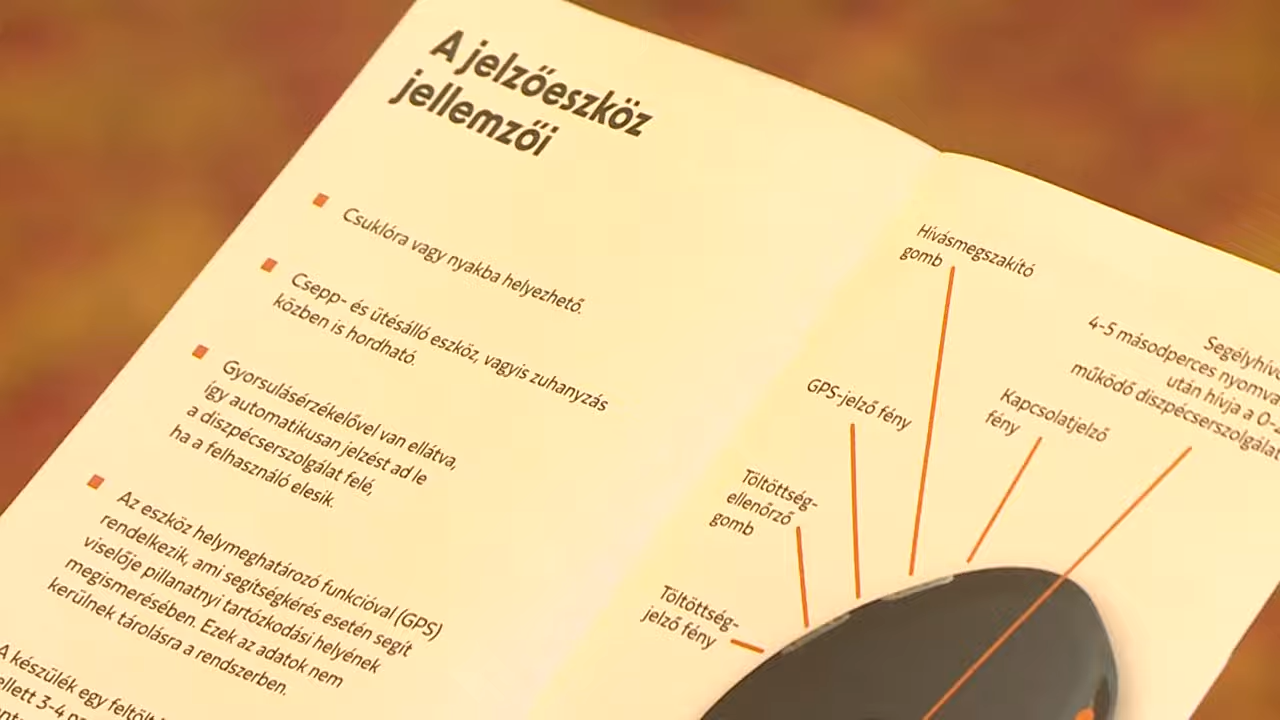 A jelzőeszköz
jellemzői
Csuklóra vagy nyakba helyezhető.
Csepp- és ütésálló eszköz, vagyis zuhanyzás
közben is hordható.
Gyorsulásérzékelővel van ellátva,
így automatikusan jelzést ad le
a diszpécserszolgálat felé,
ha a felhasználó elesik.
Az eszköz helymeghatározó funkcióval (GPS)
rendelkezik, ami segítségkérés esetén segít
viselője pillanatnyi tartózkodási helyének
megismerésében. Ezek az adatok nem
kerülnek tárolásra a rendszerben.
A készülék egy
3-4
Hívásmegszakító
gomb
4-5 másodperces
után hívja a
működő
GPS-jelző fény
Kapcsolatjelző
fény
Töltöttség-
ellenőrző
gomb
Töltöttség-
jelző fény